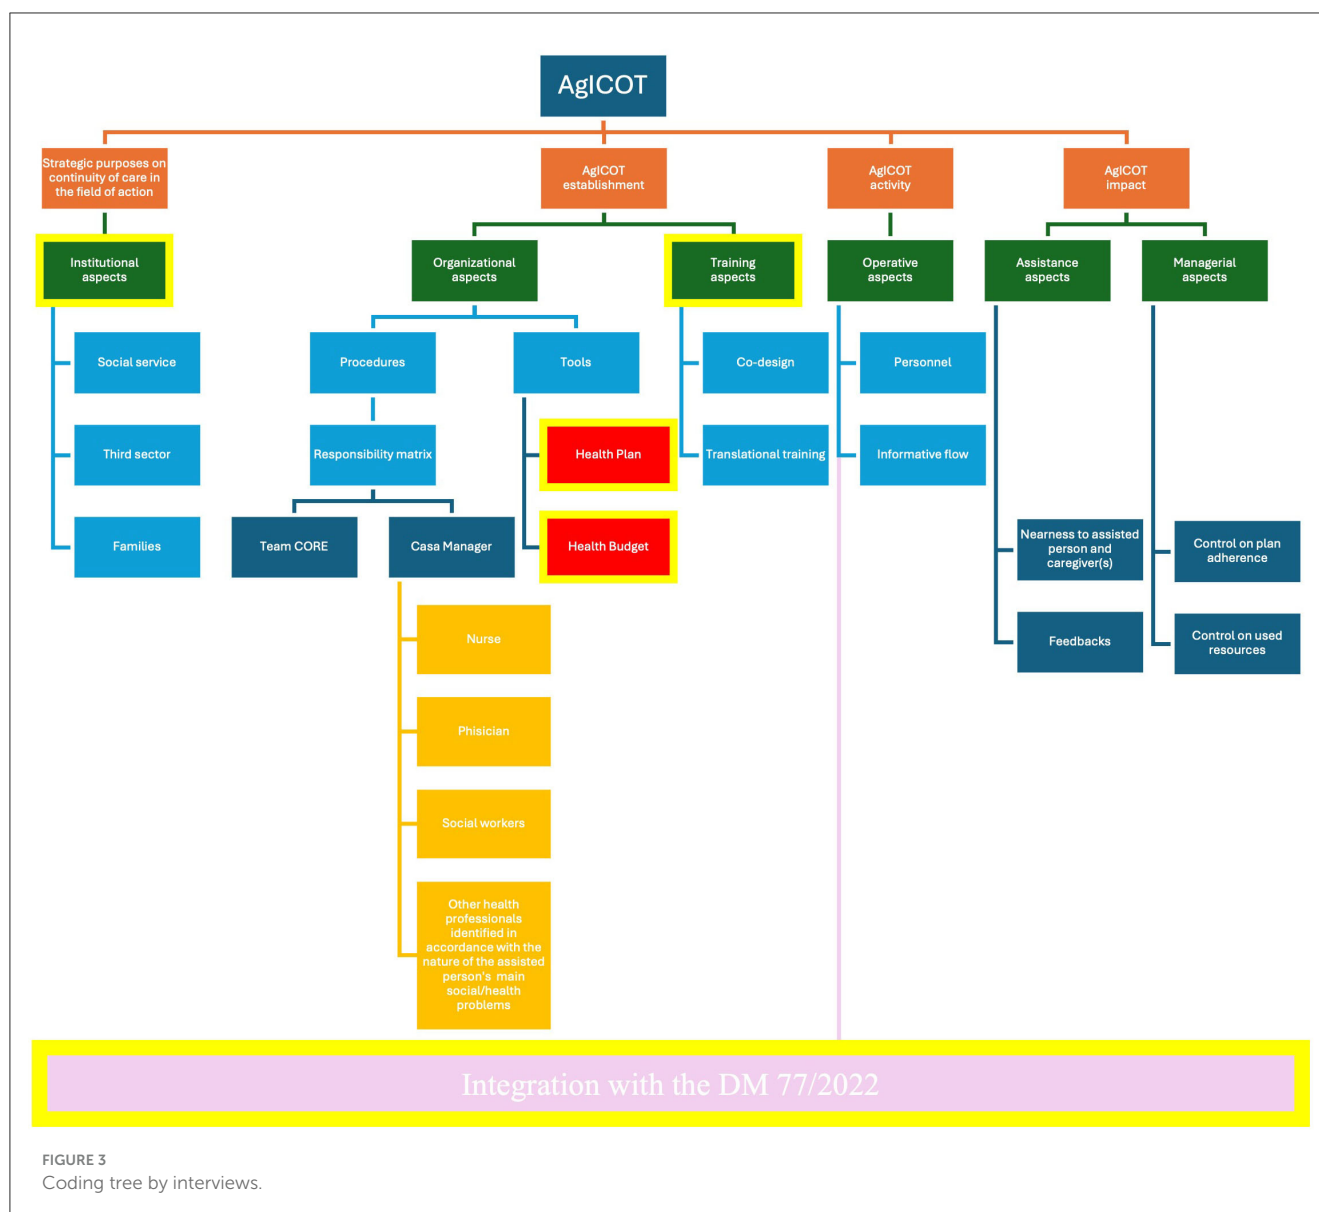 AgICOT
Strategic purposes on
continuity of care in
the field of action
AgICOT
establishment
AgICOT
activity
AgICOT
impact
Institutional
aspects
Organizational
aspects
Training
aspects
Operative
aspects
Assistance
aspects
Managerial
aspects
Social service
Procedures
Tools
Co-design
Personnel
Third sector
Responsibility matrix
Health Plan
Translational training
Informative flow
Families
Team CORE
Casa Manager
Health Budget
Nearness to assisted
person and
caregiver(s)
Control on plan
adherence
Nurse
Feedbacks
Control on used
resources
Phisician
Social workers
Other health
professionals
identified in
accordance with the
nature of the assisted
person's main
social/health
problems
Integration with the DM 77/2022
FIGURE 3
Coding tree by interviews.